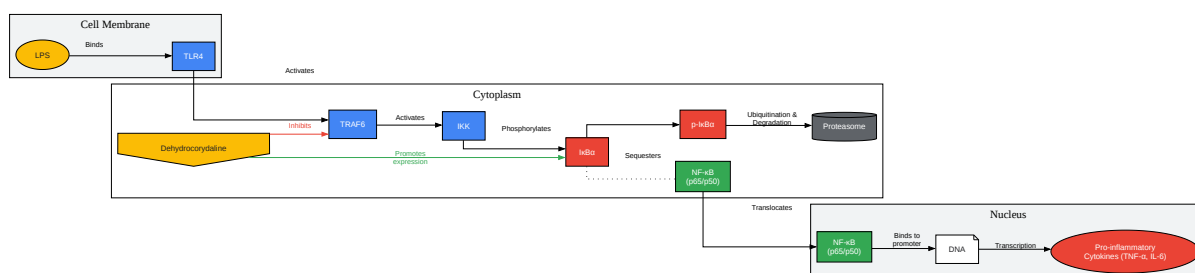 Cell Membrane
LPS
Binds
TLR4
Activates
Cytoplasm
Dehydrocorydaline
Inhibits
Promotes
expression
TRAF6
Activates
IKK
Phosphorylates
IκBα
Sequesters
p-IκBα
Ubiquitination &
Degradation
Proteasome
NF-κB
(p65/p50)
Translocates
Nucleus
NF-κB
(p65/p50)
Binds to
promoter
DNA
Transcription
Pro-inflammatory
Cytokines (TNF-α, IL-6)